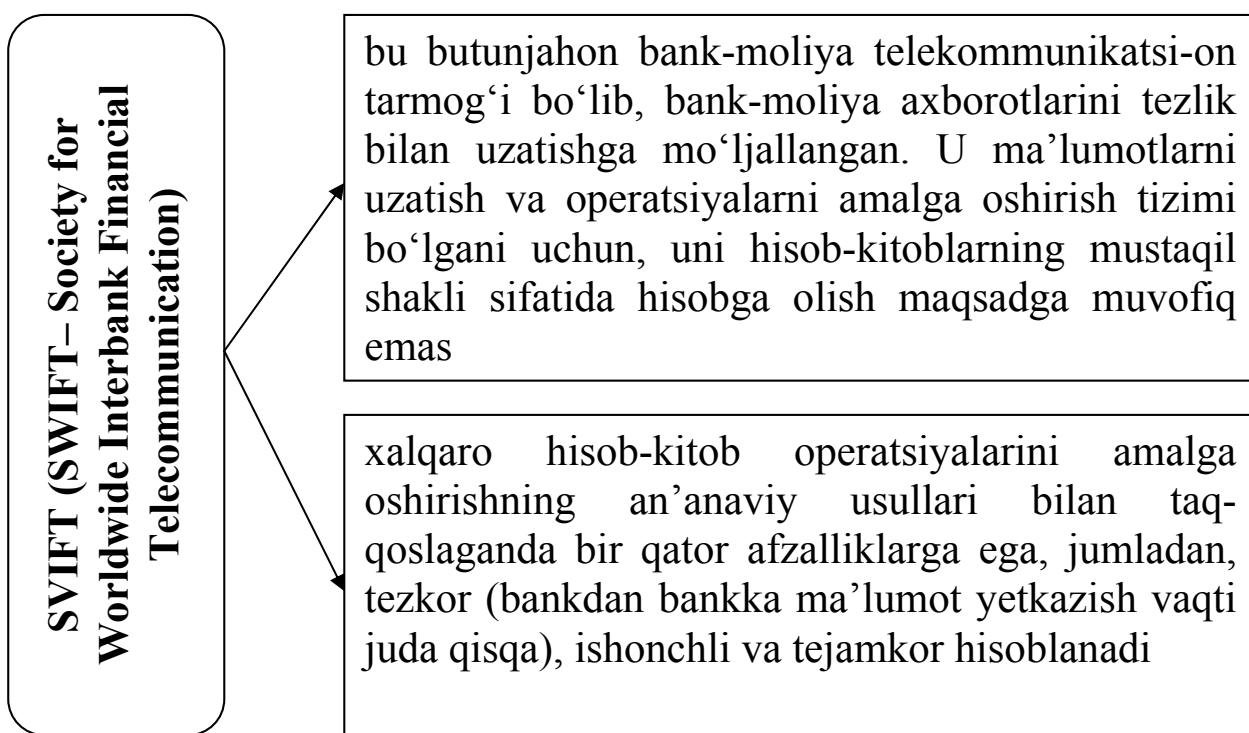 SVIFT (SWIFT– Society for
Worldwide Interbank Financial
Telecommunication)
bu butunjahon bank-moliya telekommunikatsi-on
tarmog‘i bo‘lib, bank-moliya axborotlarini tezlik
bilan uzatishga mo‘ljallangan. U ma’lumotlarni
uzatish va operatsiyalarni amalga oshirish tizimi
bo‘lgani uchun, uni hisob-kitoblarning mustaqil
shakli sifatida hisobga olish maqsadga muvofiq
emas
xalqaro hisob-kitob operatsiyalarini amalga
oshirishning an’anaviy usullari bilan taq-
qoslaganda bir qator afzalliklarga ega, jumladan,
tezkor (bankdan bankka ma’lumot yetkazish vaqti
juda qisqa), ishonchli va tejamkor hisoblanadi